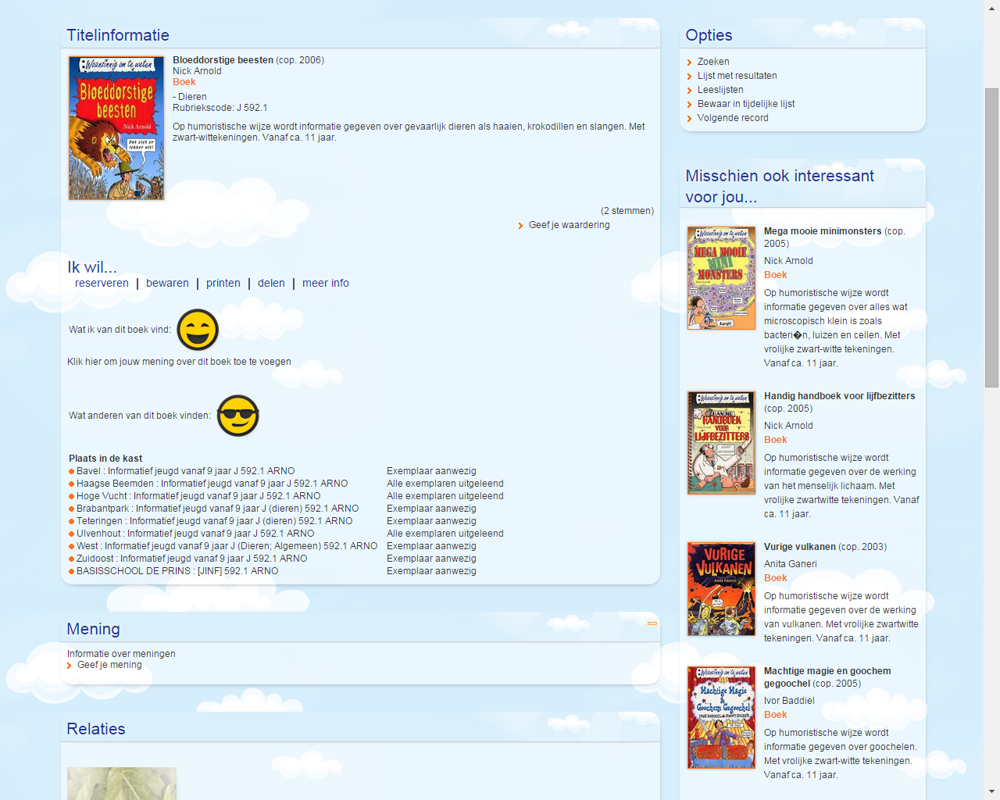 Titelinformatie
Waanzinnig om te weten
Bloeddorstige
beesten
Nick Arnold
Dat ziet er
lekker uit!
Bloeddorstige beesten (cop. 2006)
Nick Arnold
Boek
- Dieren
Rubriekscode: J 592.1
Op humoristische wijze wordt informatie gegeven over gevaarlijk dieren als haaien, krokodillen en slangen. Met
zwart-wittekeningen. Vanaf ca. 11 jaar.
(2 stemmen)
Geef je waardering
Ik wil...
reserveren | bewaren | printen | delen | meer info
Wat ik van dit boek vind:
Klik hier om jouw mening over dit boek toe te voegen
Wat anderen van dit boek vinden:
Plaats in de kast
Bavel : Informatief jeugd vanaf 9 jaar J 592.1 ARNO Exemplaar aanwezig
Haagse Beemden : Informatief jeugd vanaf 9 jaar J 592.1 ARNO Alle exemplaren uitgeleend
Hoge Vucht : Informatief jeugd vanaf 9 jaar J 592.1 ARNO Alle exemplaren uitgeleend
Brabantpark : Informatief jeugd vanaf 9 jaar J (dieren) 592.1 ARNO Exemplaar aanwezig
Teteringen : Informatief jeugd vanaf 9 jaar J (dieren) 592.1 ARNO Exemplaar aanwezig
Ulvenhout : Informatief jeugd vanaf 9 jaar J 592.1 ARNO Alle exemplaren uitgeleend
West : Informatief jeugd vanaf 9 jaar J (Dieren; Algemeen) 592.1 ARNO Exemplaar aanwezig
Zuidoost : Informatief jeugd vanaf 9 jaar J 592.1 ARNO Exemplaar aanwezig
BASISSCHOOL DE PRINS : [JINF] 592.1 ARNO Exemplaar aanwezig
Mening
Informatie over meningen
Geef je mening
Relaties
Opties
Zoeken
Lijst met resultaten
Leeslijsten
Bewaar in tijdelijke lijst
Volgende record
Misschien ook interessant
voor jou...
Waanzinnig om te weten
MEGA MOOIE
MINI
MONSTERS
Nick Arnold
Aargh!
Mega mooie minimonsters (cop.
2005)
Nick Arnold
Boek
Op humoristische wijze wordt
informatie gegeven over alles wat
microscopisch klein is zoals
bacteri�n, luizen en cellen. Met
vrolijke zwart-witte tekeningen.
Vanaf ca. 11 jaar.
Waanzinnig om te weten
HANDIG
HANDBOEK
VOOR
LIJFBEZITTERS
Handig handboek voor lijfbezitters
(cop. 2005)
Nick Arnold
Boek
Op humoristische wijze wordt
informatie gegeven over de werking
van het menselijk lichaam. Met
vrolijke zwartwitte tekeningen. Vanaf
ca. 11 jaar.
VURIGE
VULKANEN
Anita Ganeri
Vurige vulkanen (cop. 2003)
Anita Ganeri
Boek
Op humoristische wijze wordt
informatie gegeven over de werking
van vulkanen. Met vrolijke zwartwitte
tekeningen. Vanaf ca. 11 jaar.
Waanzinnig om te weten
Machtige Magie
&
Goochem Gegoochel
Machtige magie en goochem
gegoochel (cop. 2005)
Ivor Baddiel
Boek
Op humoristische wijze wordt
informatie gegeven over goochelen.
Met vrolijke zwart-witte tekeningen.
Vanaf ca. 11 jaar.